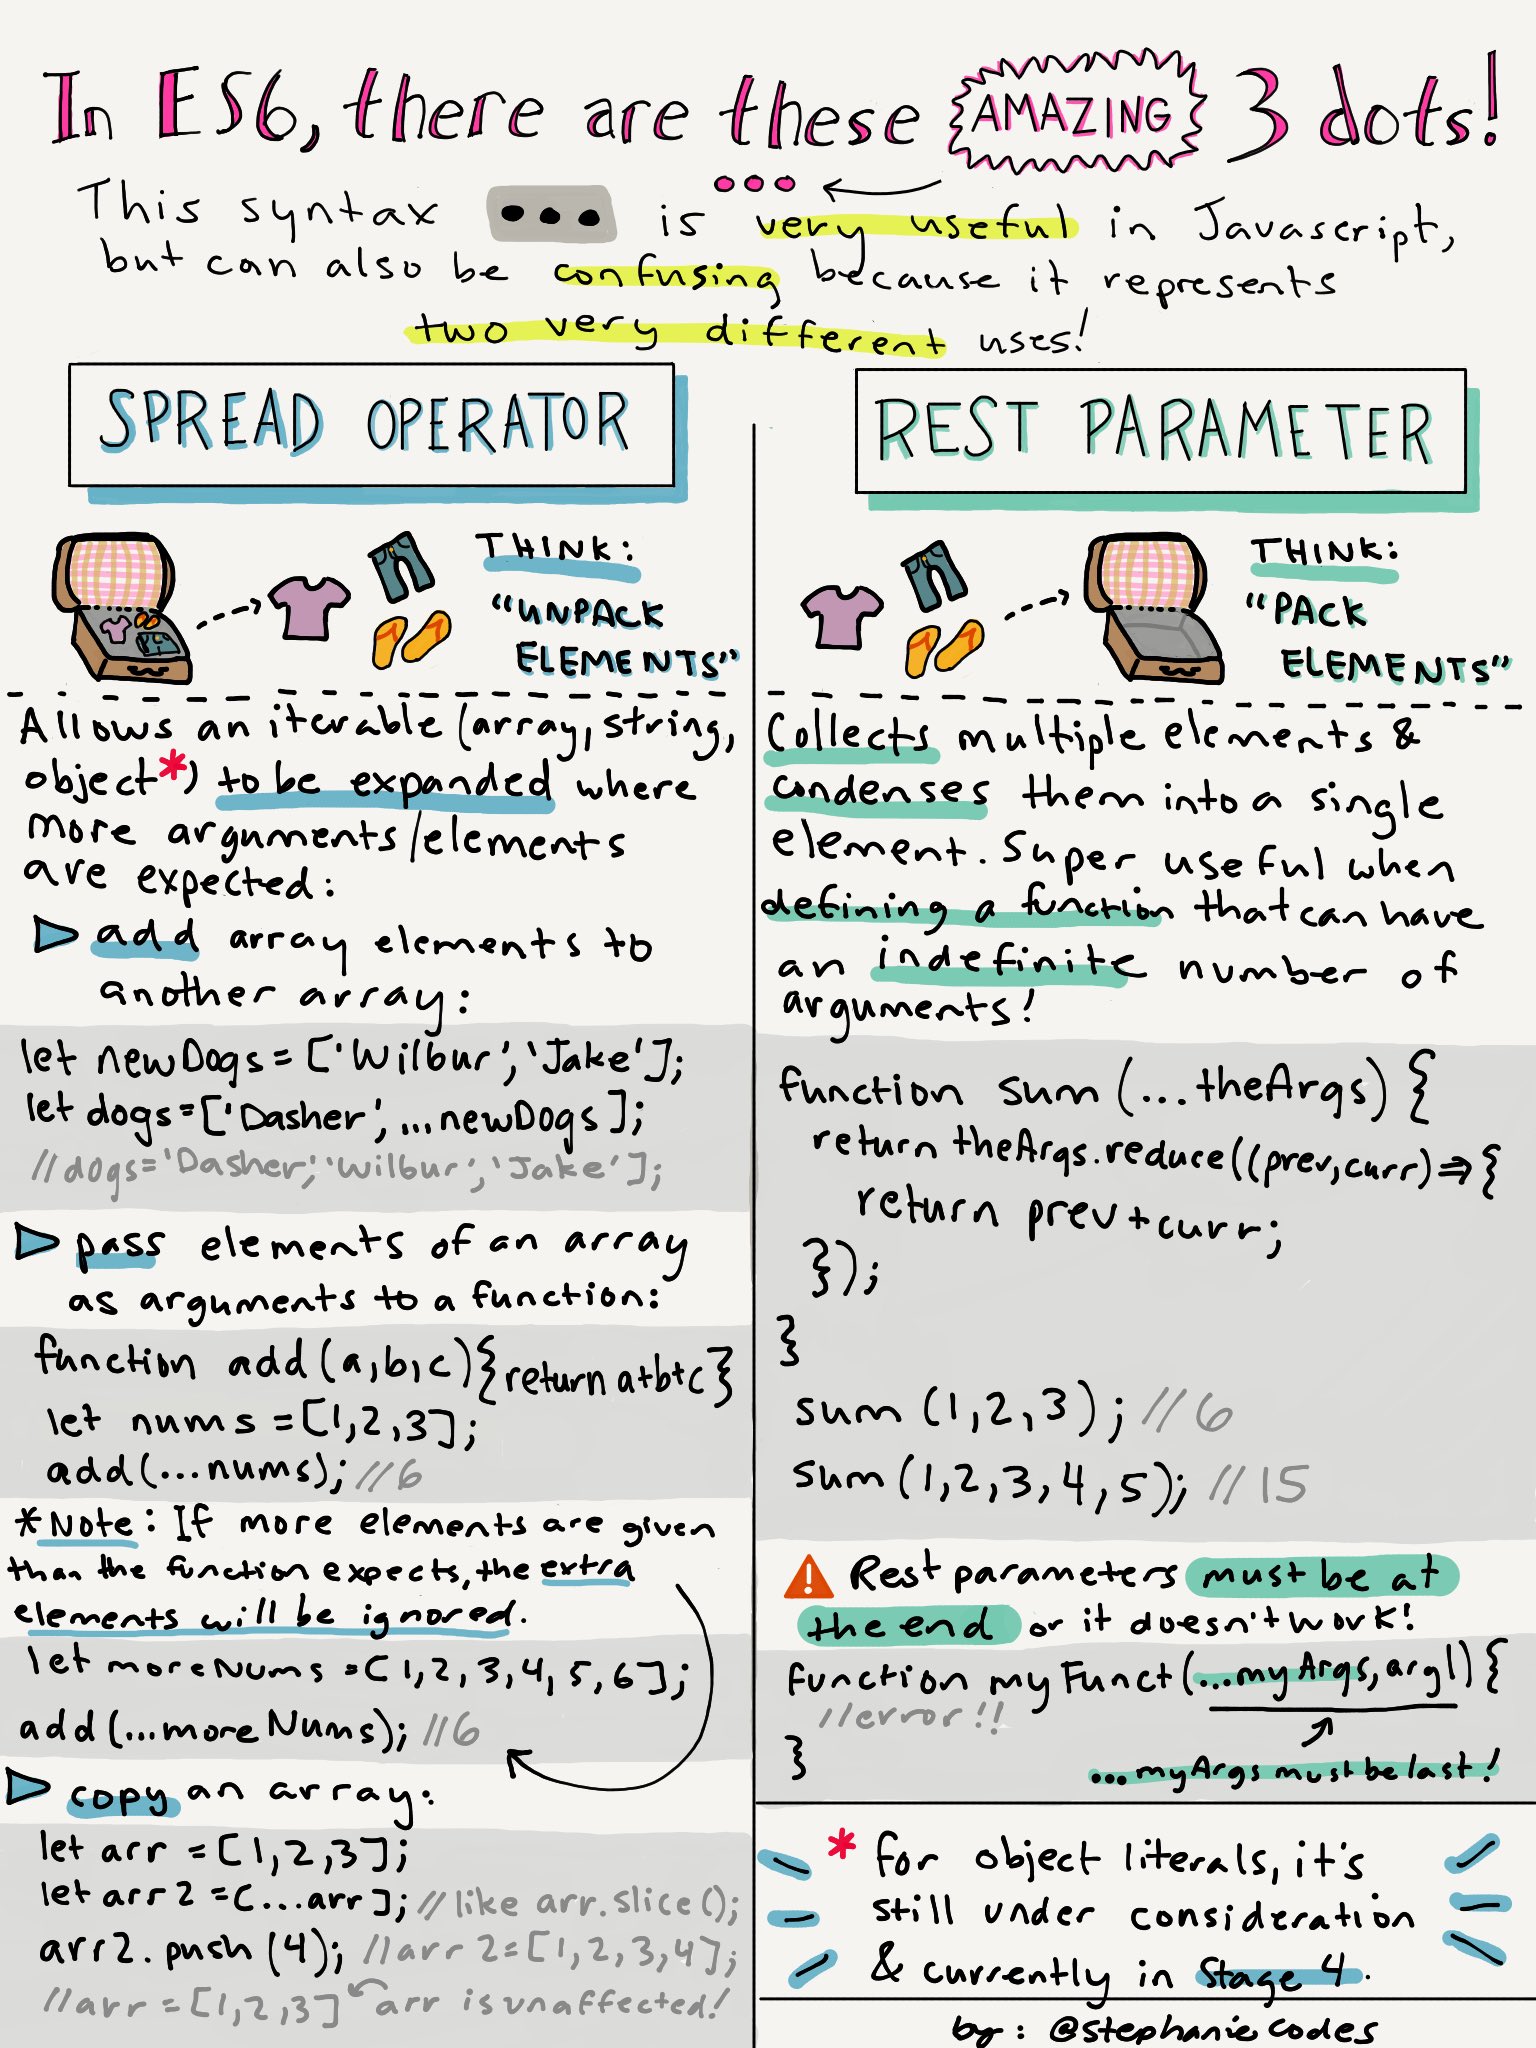 In ES6, there are these AMAZING 3 dots!
...
This syntax ... is very useful in Javascript,
but can also be confusing because it represents
two very different uses!
SPREAD OPERATOR
THINK:
"UNPACK
ELEMENTS"
Allows an iterable (array, string,
object*) to be expanded where
more arguments/elements
are expected:
add array elements to
another array:
let newDogs = ['Wilbur', 'Jake'];
let dogs = ['Dasher', ...newDogs];
//dogs = 'Dasher', 'Wilbur', 'Jake'];
pass elements of an array
as arguments to a function:
function add(a,b,c){return a+b+c}
let nums = [1,2,3];
add(...nums); //6
*Note: If more elements are given
than the function expects, the extra
elements will be ignored.
let moreNums = [1,2,3,4,5,6];
add(...moreNums); //6
copy an array:
let arr = [1,2,3];
let arr2 = [...arr]; //like arr.slice();
arr2.push(4); //arr2=[1,2,3,4];
//arr = [1,2,3] arr is unaffected!
REST PARAMETER
THINK:
"PACK
ELEMENTS"
Collects multiple elements &
condenses them into a single
element. Super useful when
defining a function that can have
an indefinite number of
arguments!
function sum(...theArgs) {
return theArgs.reduce((prev,curr)=>{
return prev+curr;
});
}
sum(1,2,3); //6
sum(1,2,3,4,5); //15
! Rest parameters must be at
the end or it doesn't work!
function myFunct(...myArgs, arg1) {
//error!!
}
...myArgs must be last!
* for object literals, it's
still under consideration
& currently in Stage 4.
by: @stephaniecodes